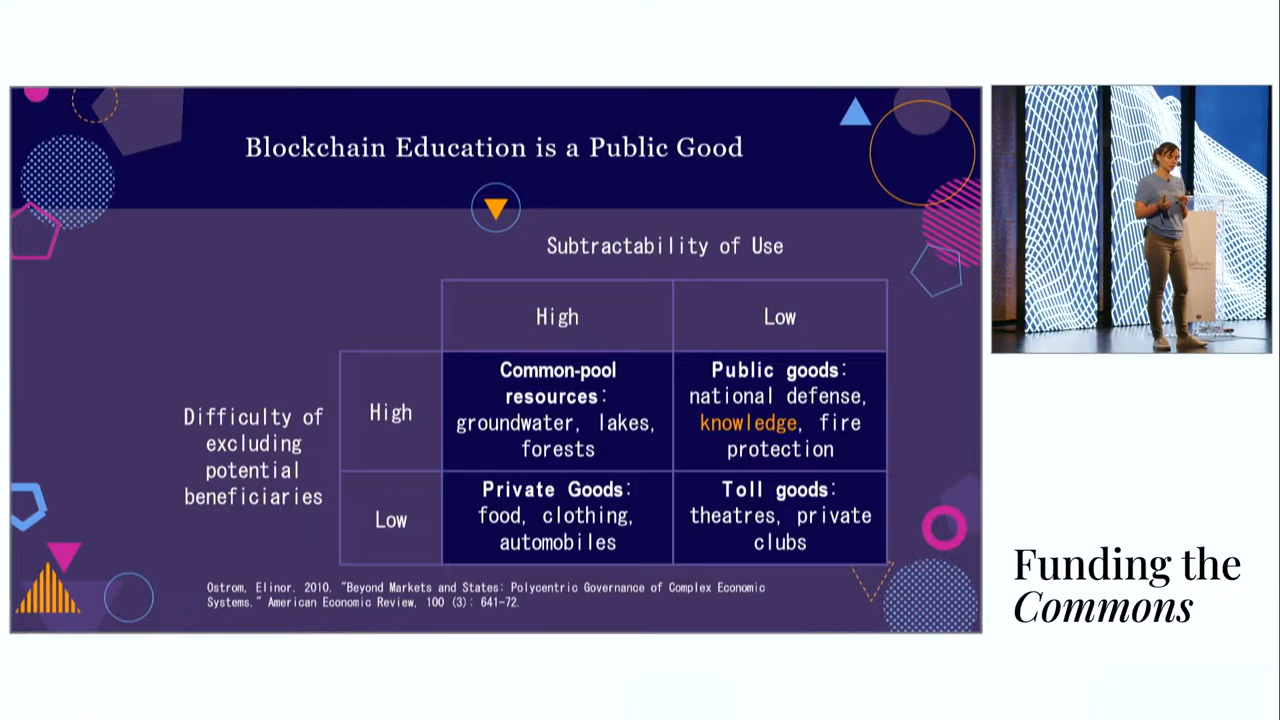 Blockchain Education is a Public Good
Subtractability of Use
High
Low
Difficulty of
excluding
potential
beneficiaries
High
Common-pool
resources:
groundwater, lakes,
forests
Public goods:
national defense,
knowledge, fire
protection
Low
Private Goods:
food, clothing,
automobiles
Toll goods:
theatres, private
clubs
Ostrom, Elinor. 2010. "Beyond Markets and States: Polycentric Governance of Complex Economic
Systems." American Economic Review, 100 (3): 641-72.
Funding the
Commons